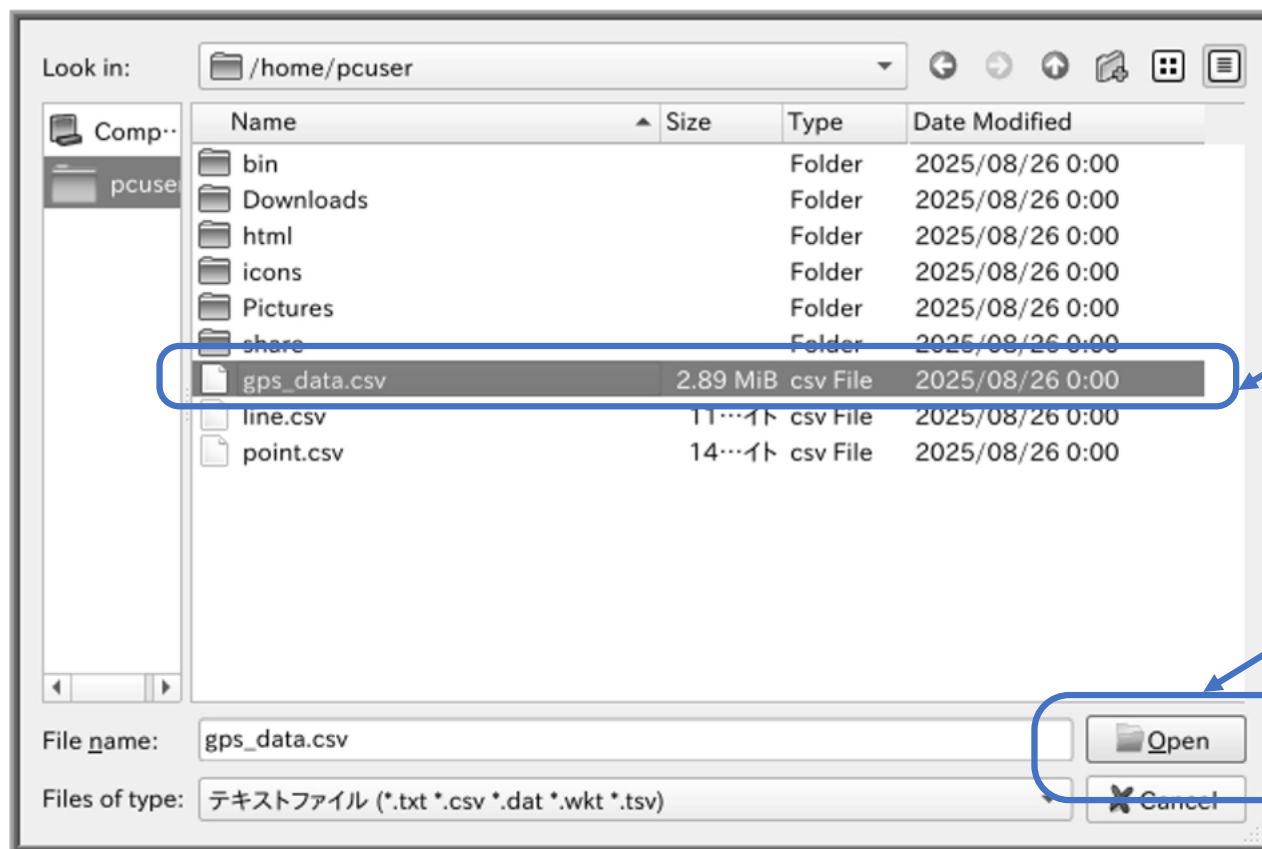 Look in: /home/pcuser
Comp··
pcuse
Name Size Type Date Modified
bin Folder 2025/08/26 0:00
Downloads Folder 2025/08/26 0:00
html Folder 2025/08/26 0:00
icons Folder 2025/08/26 0:00
Pictures Folder 2025/08/26 0:00
share Folder 2025/08/26 0:00
gps_data.csv 2.89 MiB csv File 2025/08/26 0:00
line.csv 11…イト csv File 2025/08/26 0:00
point.csv 14…イト csv File 2025/08/26 0:00
File name: gps_data.csv Open
Files of type: テキストファイル (*.txt *.csv *.dat *.wkt *.tsv) Cancel